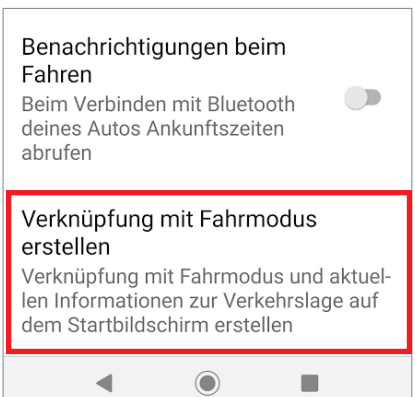 Benachrichtigungen beim
Fahren
Beim Verbinden mit Bluetooth
deines Autos Ankunftszeiten
abrufen
Verknüpfung mit Fahrmodus
erstellen
Verknüpfung mit Fahrmodus und aktuel-
len Informationen zur Verkehrslage auf
dem Startbildschirm erstellen